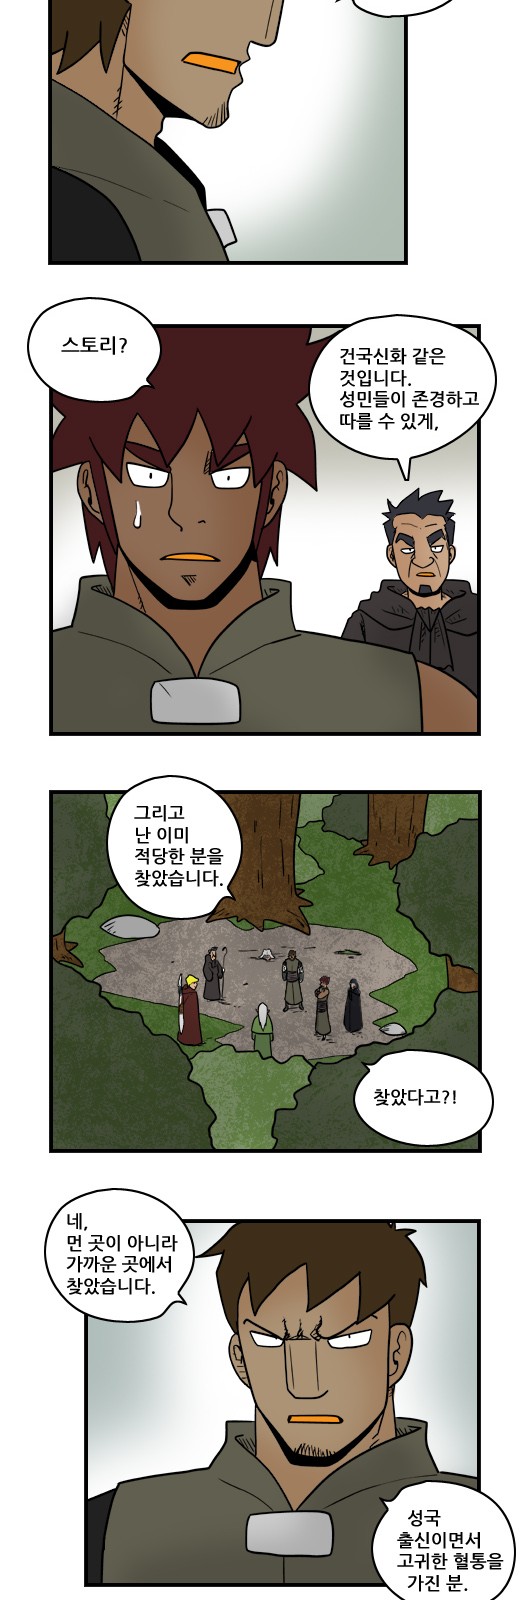 스토리?
건국신화 같은
것입니다.
성민들이 존경하고
따를 수 있게,
그리고
난 이미
적당한 분을
찾았습니다.
찾았다고?!
네,
먼 곳이 아니라
가까운 곳에서
찾았습니다.
성국
출신이면서
고귀한 혈통을
가진 분.